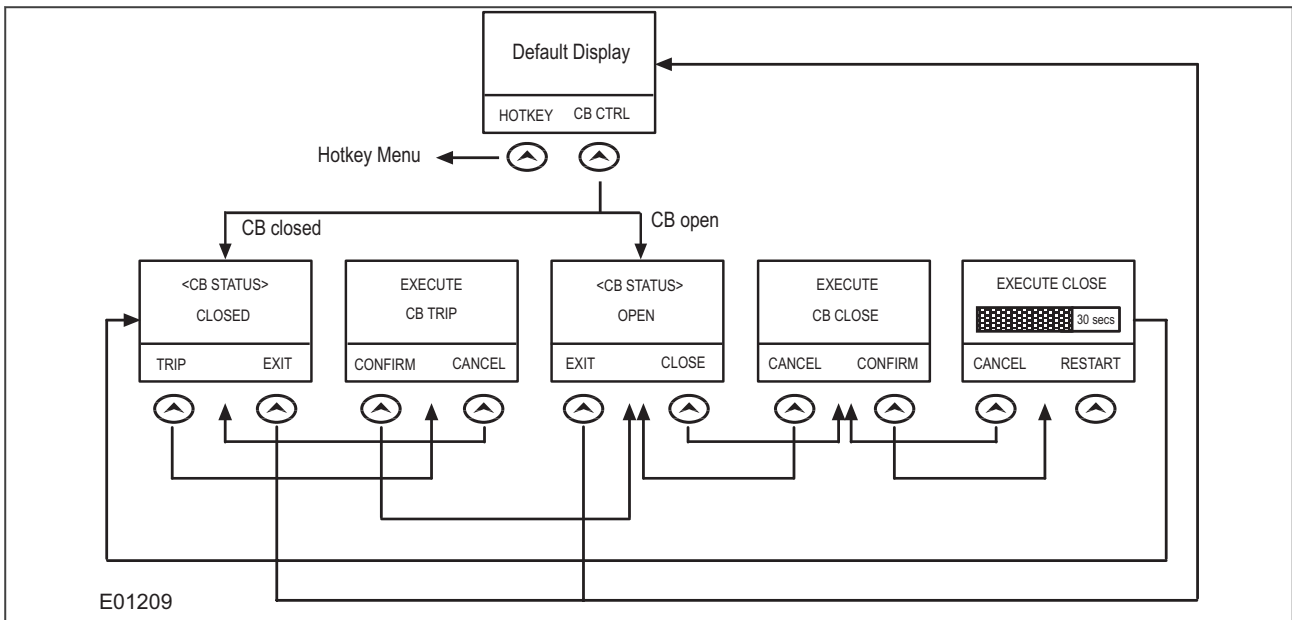 Default Display
HOTKEY CB CTRL
Hotkey Menu
CB closed
CB open
<CB STATUS>
CLOSED
TRIP EXIT
EXECUTE
CB TRIP
CONFIRM CANCEL
<CB STATUS>
OPEN
EXIT CLOSE
EXECUTE
CB CLOSE
CANCEL CONFIRM
EXECUTE CLOSE
30 secs
CANCEL RESTART
E01209